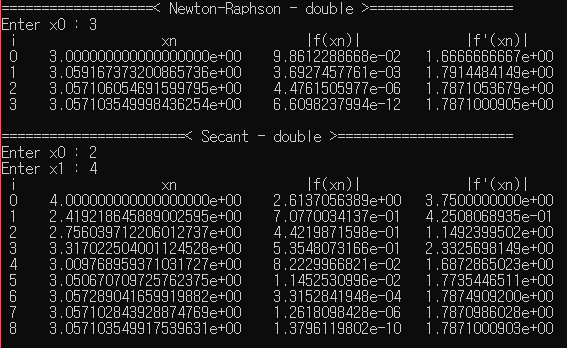 ===================< Newton-Raphson - double >==================
Enter x0 : 3
i xn |f(xn)| |f'(xn)|
0 3.000000000000000000e+00 9.8612288668e-02 1.6666666667e+00
1 3.059167373200865736e+00 3.6927457761e-03 1.7914484149e+00
2 3.057106054691599795e+00 4.4761505977e-06 1.7871053679e+00
3 3.057103549998436254e+00 6.6098237994e-12 1.7871000905e+00
=======================< Secant - double >======================
Enter x0 : 2
Enter x1 : 4
i xn |f(xn)| |f'(xn)|
0 4.000000000000000000e+00 2.6137056389e+00 3.7500000000e+00
1 2.419218645889002595e+00 7.0770034137e-01 4.2508068935e-01
2 2.756039712206012737e+00 4.4219871598e-01 1.1492399502e+00
3 3.317022504001124528e+00 5.3548073166e-01 2.3325698149e+00
4 3.009768959371031727e+00 8.2229966821e-02 1.6872865023e+00
5 3.050670709725762375e+00 1.1452530996e-02 1.7735446511e+00
6 3.057289041659919882e+00 3.3152841948e-04 1.7874909200e+00
7 3.057102843928874769e+00 1.2618098428e-06 1.7870986028e+00
8 3.057103549917539631e+00 1.3796119802e-10 1.7871000903e+00